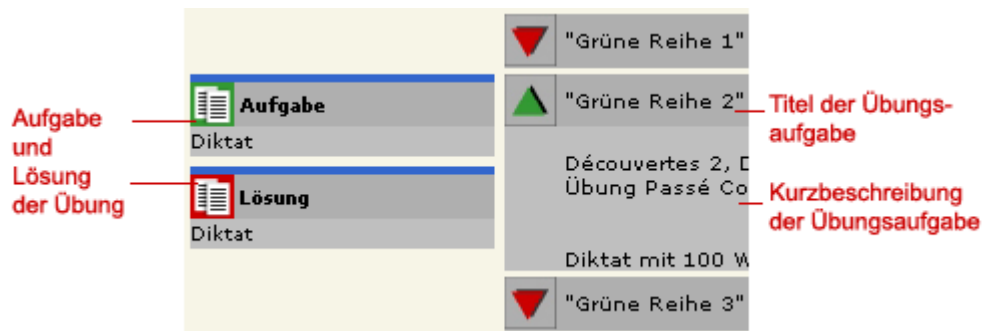 Aufgabe
und
Lösung
der Übung
Aufgabe
Diktat
Lösung
Diktat
"Grüne Reihe 1"
"Grüne Reihe 2"
Découvertes 2, D
Übung Passé Co
Diktat mit 100 W
"Grüne Reihe 3"
Titel der Übungs-
aufgabe
Kurzbeschreibung
der Übungsaufgabe